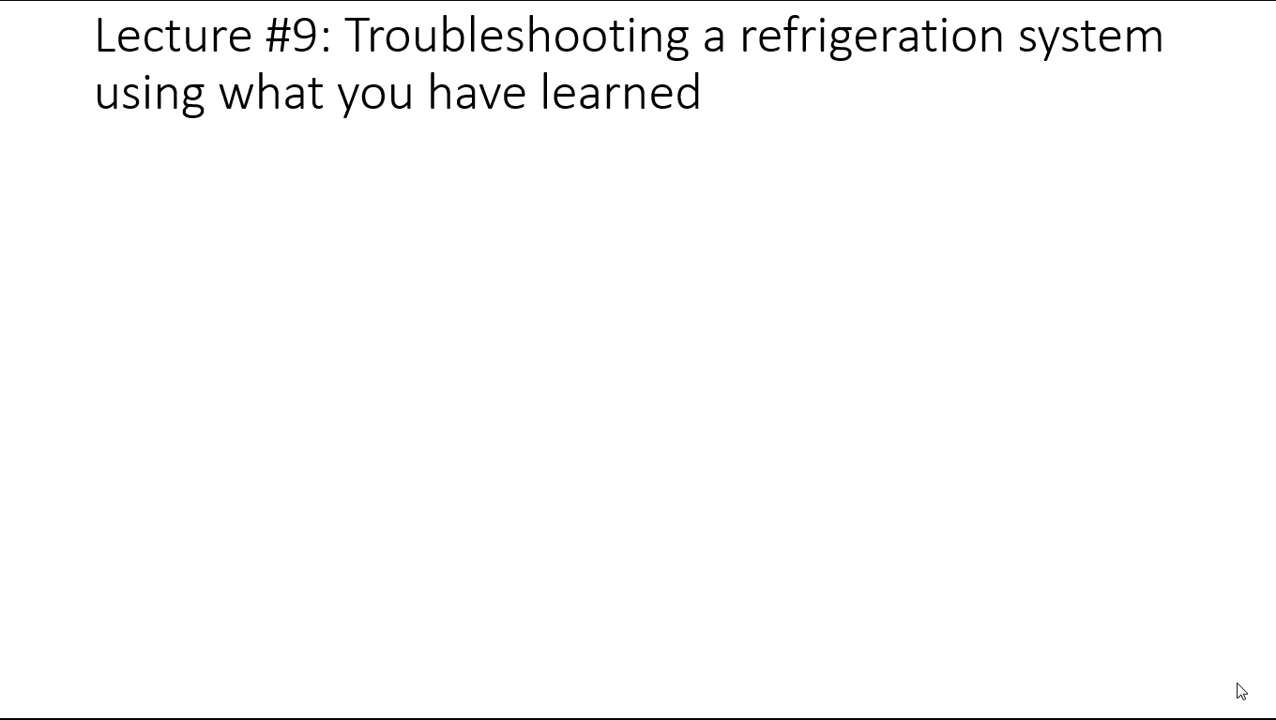 Lecture #9: Troubleshooting a refrigeration system
using what you have learned